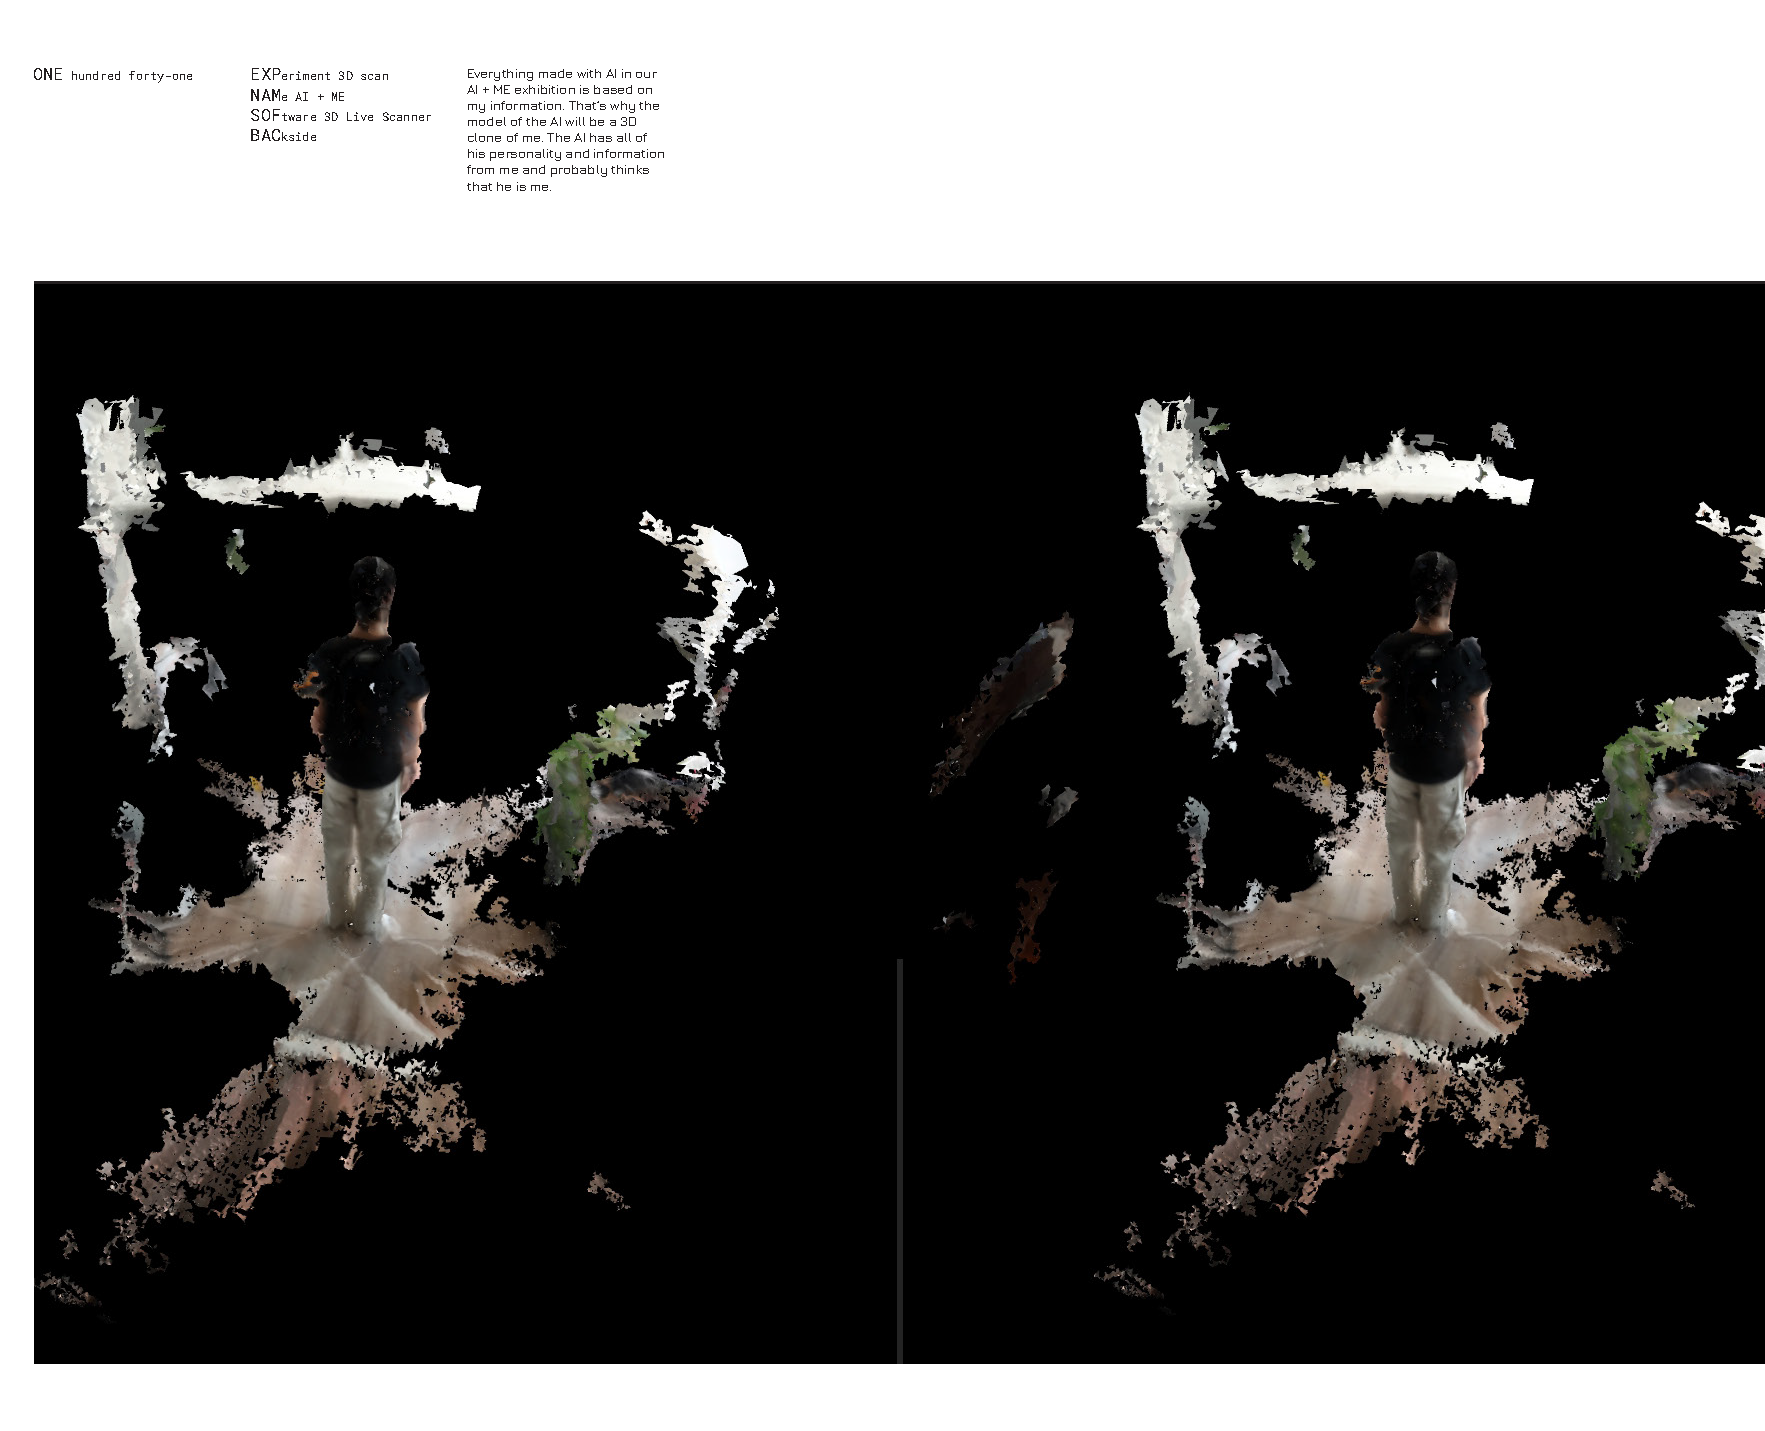 ONE hundred forty-one
EXPeriment 3D scan
NAMe AI + ME
SOFtware 3D Live Scanner
BACkside
Everything made with AI in our
AI + ME exhibition is based on
my information. That's why the
model of the AI will be a 3D
clone of me. The AI has all of
his personality and information
from me and probably thinks
that he is me.